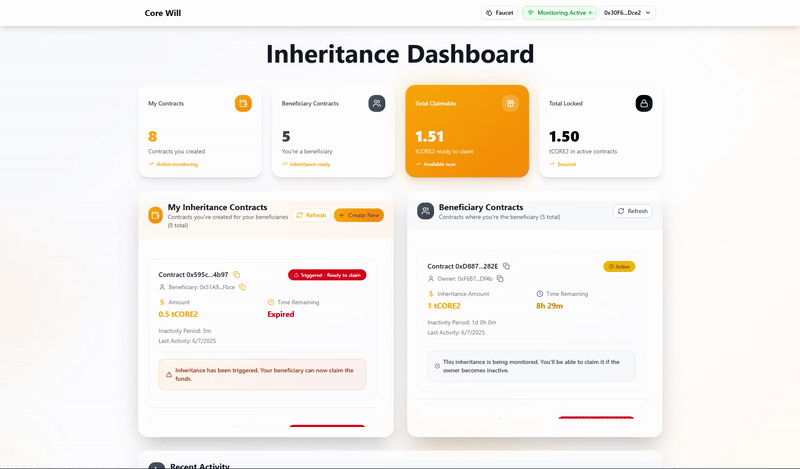 Core Will
Faucet
Monitoring Active
0x30F6...Dce2
Inheritance Dashboard
My Contracts
8
Contracts you created
Active monitoring
Beneficiary Contracts
5
You're a beneficiary
Inheritance ready
Total Claimable
1.51
tCORE2 ready to claim
Available now
Total Locked
1.50
tCORE2 in active contracts
Secured
My Inheritance Contracts
Contracts you've created for your beneficiaries
(8 total)
Refresh
+ Create New
Contract 0x595c...4b97
Triggered - Ready to claim
Beneficiary: 0x51A9...Fbce
Amount
0.5 tCORE2
Time Remaining
Expired
Inactivity Period: 3m
Last Activity: 6/7/2025
Inheritance has been triggered. Your beneficiary can now claim the
funds.
Beneficiary Contracts
Contracts where you're the beneficiary (5 total)
Refresh
Contract 0xD887...282E
Active
Owner: 0xF687...Df4b
Inheritance Amount
1 tCORE2
Time Remaining
8h 29m
Inactivity Period: 1d 0h 0m
Last Activity: 6/7/2025
This inheritance is being monitored. You'll be able to claim it if the
owner becomes inactive.
Recent Activity